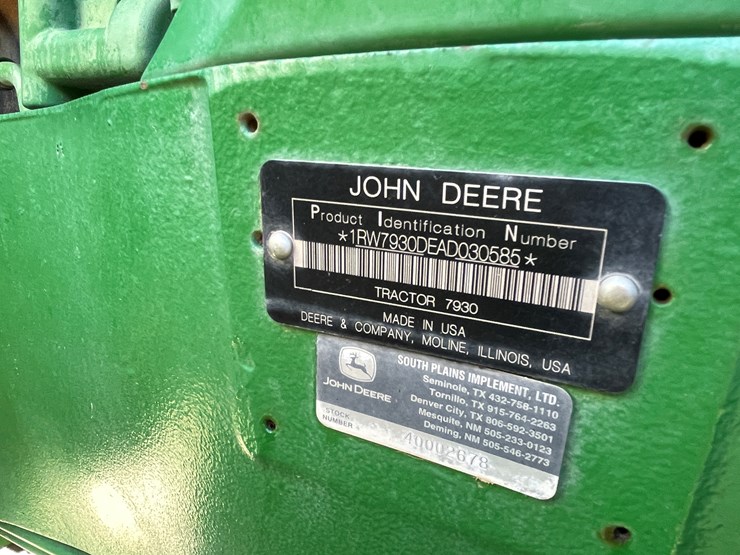 JOHN DEERE
Product Identification Number
*1RW7930DEAD030585*
TRACTOR 7930
MADE IN USA
DEERE & COMPANY, MOLINE, ILLINOIS, USA
JOHN DEERE
SOUTH PLAINS IMPLEMENT, LTD.
Seminole, TX 432-758-1110
Tornillo, TX 915-764-2263
Denver City, TX 806-592-3501
Mesquite, NM 505-233-0123
Deming, NM 505-546-2773
STOCK
NUMBER
40002678